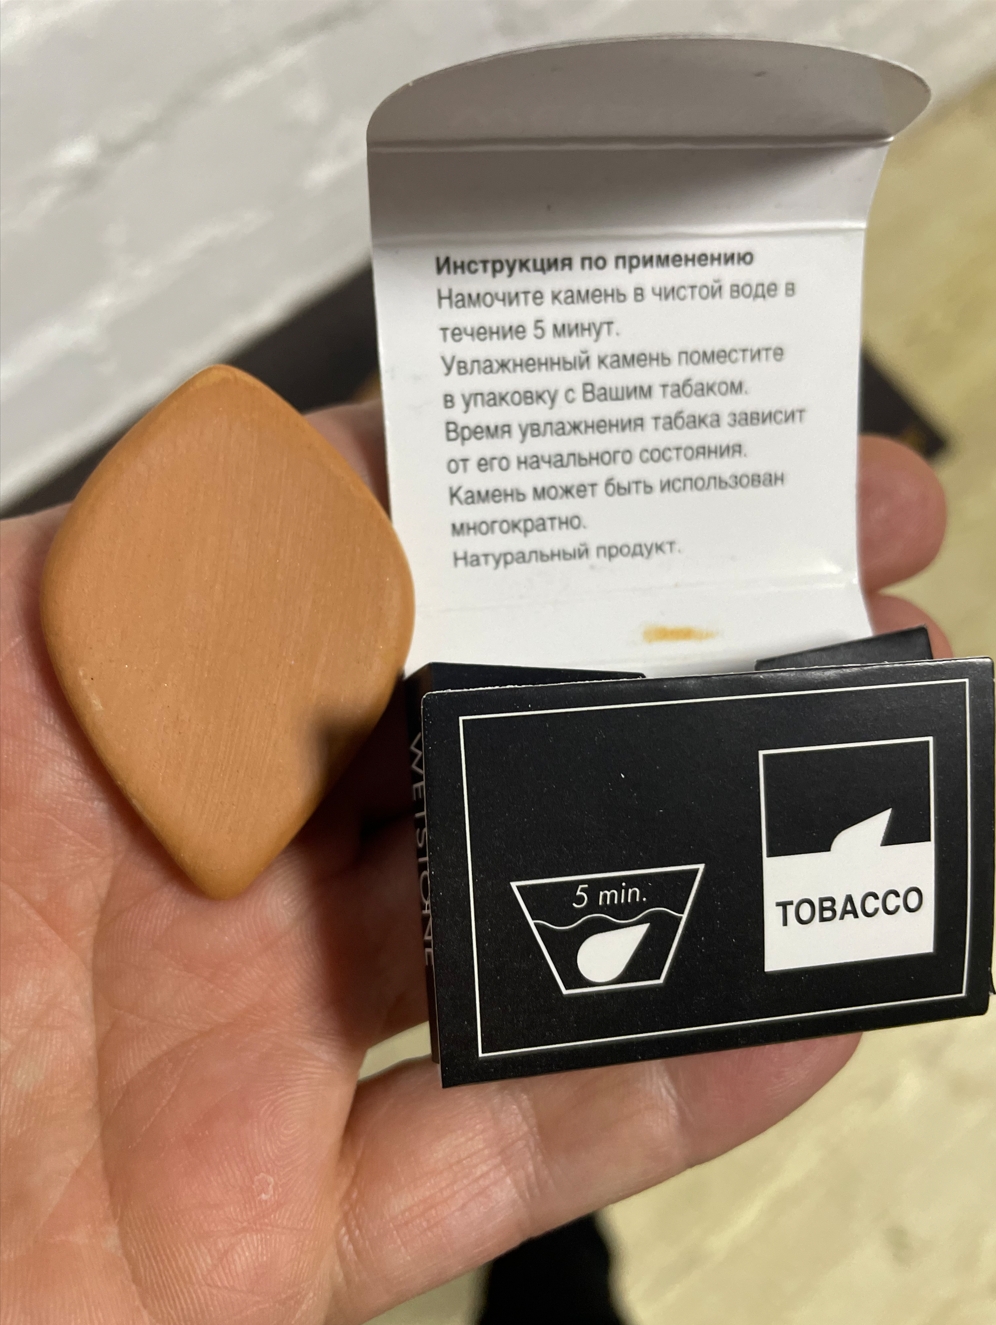 Инструкция по применению
Намочите камень в чистой воде в
течение 5 минут.
Увлажненный камень поместите
в упаковку с Вашим табаком.
Время увлажнения табака зависит
от его начального состояния.
Камень может быть использован
многократно.
Натуральный продукт.
WETSTONE
5 min.
TOBACCO